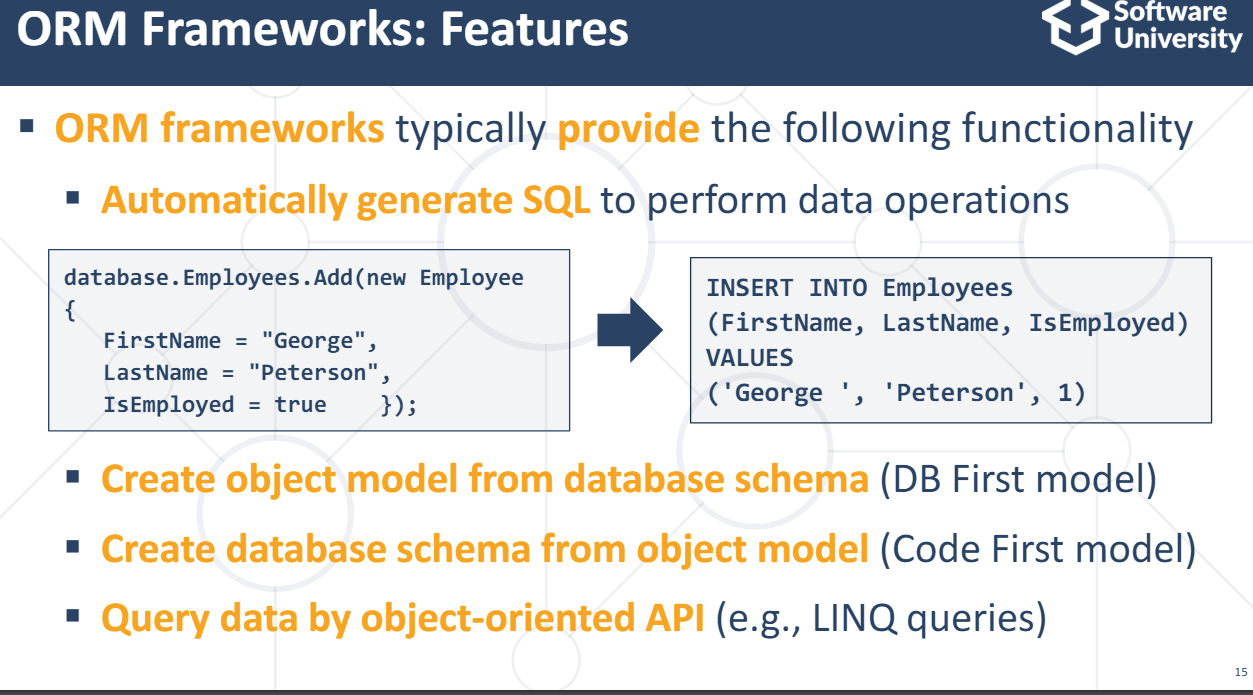 ORM Frameworks: Features
Software
University
▪ ORM frameworks typically provide the following functionality
▪ Automatically generate SQL to perform data operations
database.Employees.Add(new Employee
{
FirstName = "George",
LastName = "Peterson",
IsEmployed = true });
INSERT INTO Employees
(FirstName, LastName, IsEmployed)
VALUES
('George ', 'Peterson', 1)
▪ Create object model from database schema (DB First model)
▪ Create database schema from object model (Code First model)
▪ Query data by object-oriented API (e.g., LINQ queries)
15